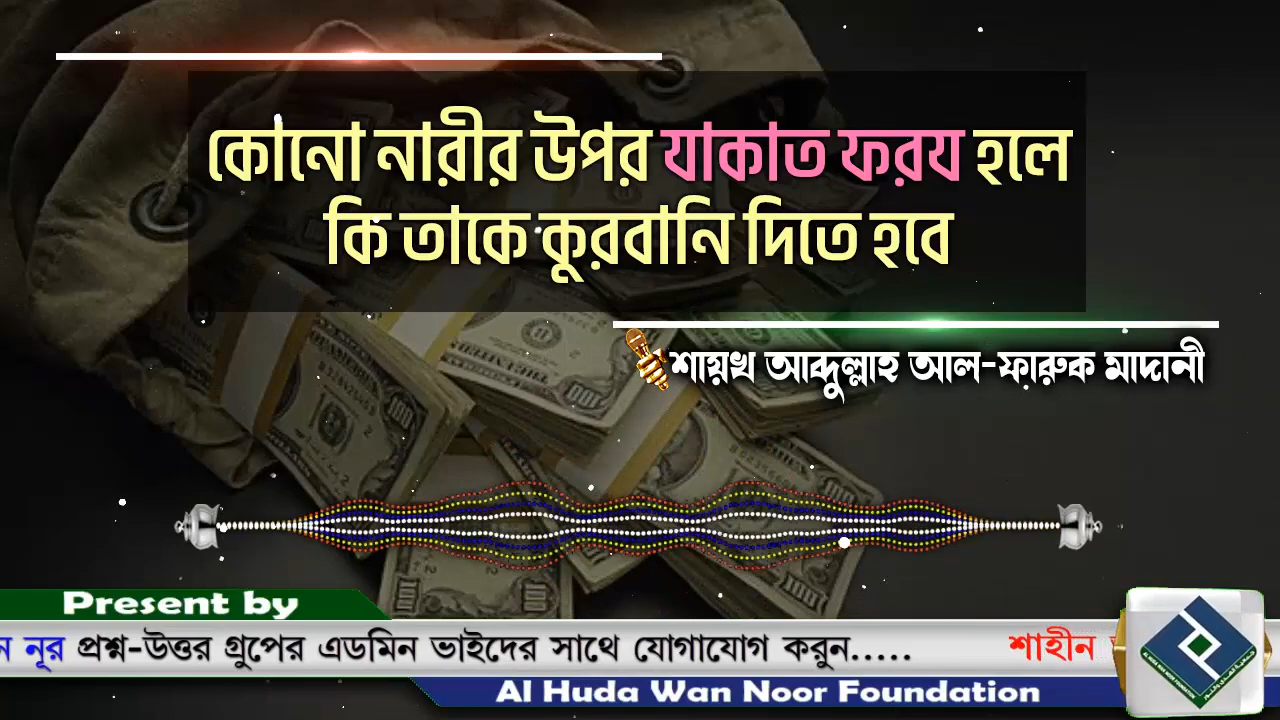 কোনো নারীর উপর যাকাত ফরয হলে
কি তাকে কুরবানি দিতে হবে
শায়খ আব্দুল্লাহ আল-ফারুক মাদানী
Present by
ন নূর প্রশ্ন-উত্তর গ্রুপের এডমিন ভাইদের সাথে যোগাযোগ করুন..... শাহীন
Al Huda Wan Noor Foundation